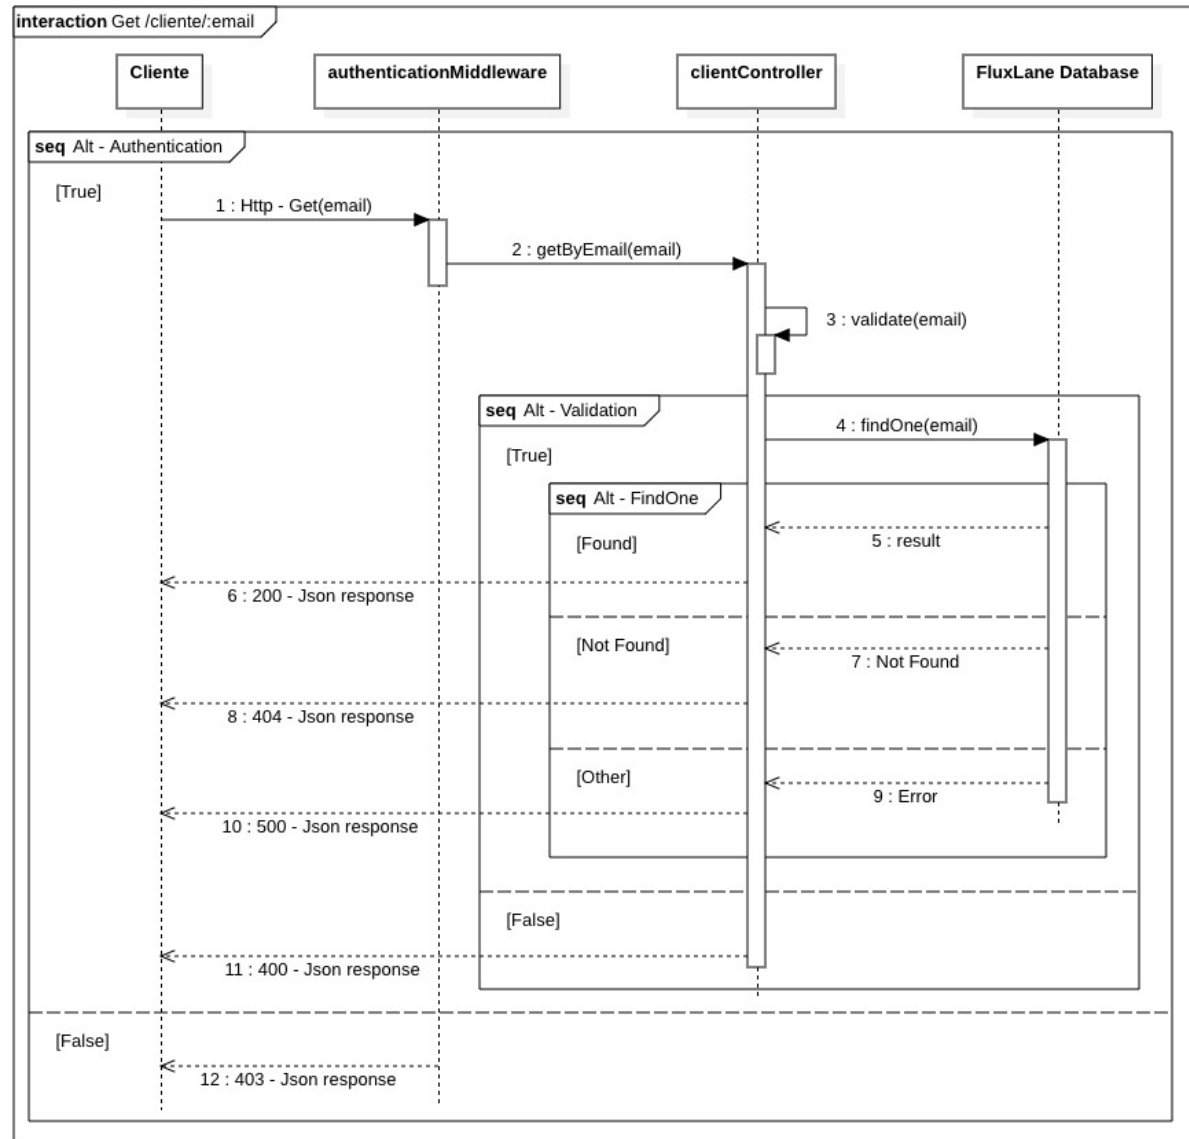 interaction Get /cliente/:email
Cliente
authenticationMiddleware
clientController
FluxLane Database
seq Alt - Authentication
[True]
1 : Http - Get(email)
2 : getByEmail(email)
3 : validate(email)
seq Alt - Validation
4 : findOne(email)
[True]
seq Alt - FindOne
5 : result
[Found]
6 : 200 - Json response
[Not Found]
7 : Not Found
8 : 404 - Json response
[Other]
9 : Error
10 : 500 - Json response
[False]
11 : 400 - Json response
[False]
12 : 403 - Json response